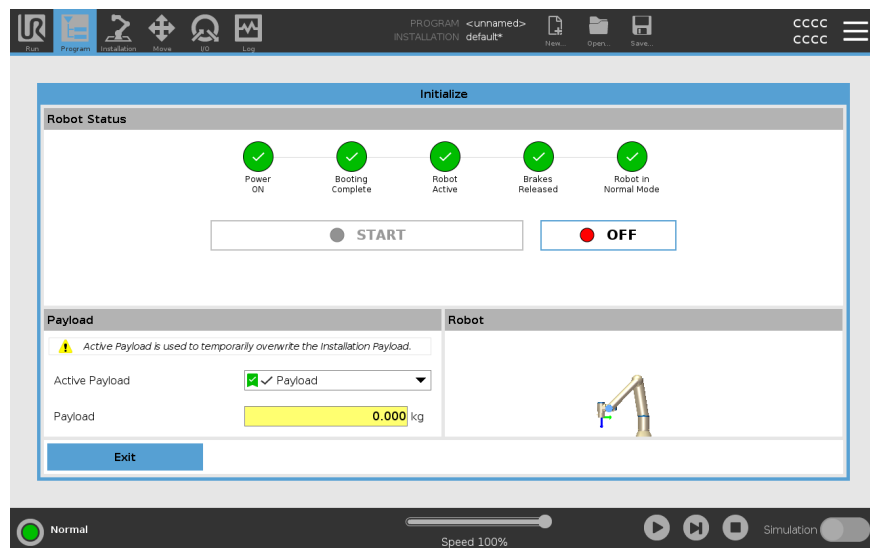 PROGRAM <unnamed>
INSTALLATION default*
CCCC
CCCC
Run
Program
Installation
Move
I/O
Log
New...
Open...
Save...
Initialize
Robot Status
Power
ON
Booting
Complete
Robot
Active
Brakes
Released
Robot in
Normal Mode
START
OFF
Payload
Robot
Active Payload is used to temporarily overwrite the Installation Payload.
Active Payload
Payload
Payload
0.000 kg
Exit
Normal
Speed 100%
Simulation